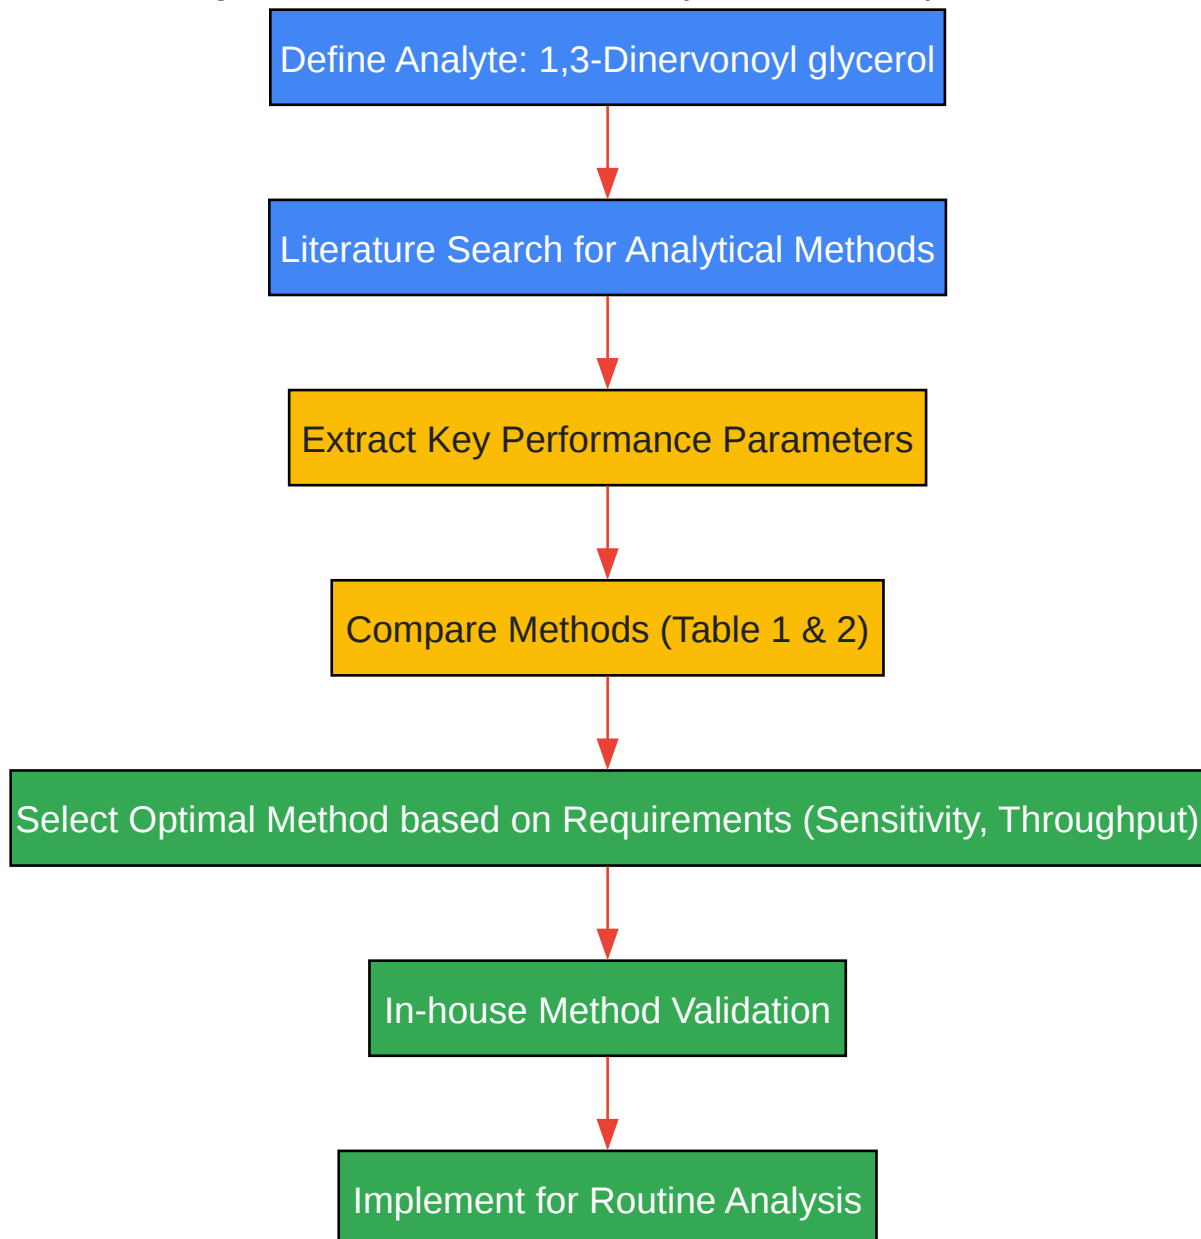 Define Analyte: 1,3-Dinervonoyl glycerol
Literature Search for Analytical Methods
Extract Key Performance Parameters
Compare Methods (Table 1 & 2)
Select Optimal Method based on Requirements (Sensitivity, Throughput)
In-house Method Validation
Implement for Routine Analysis